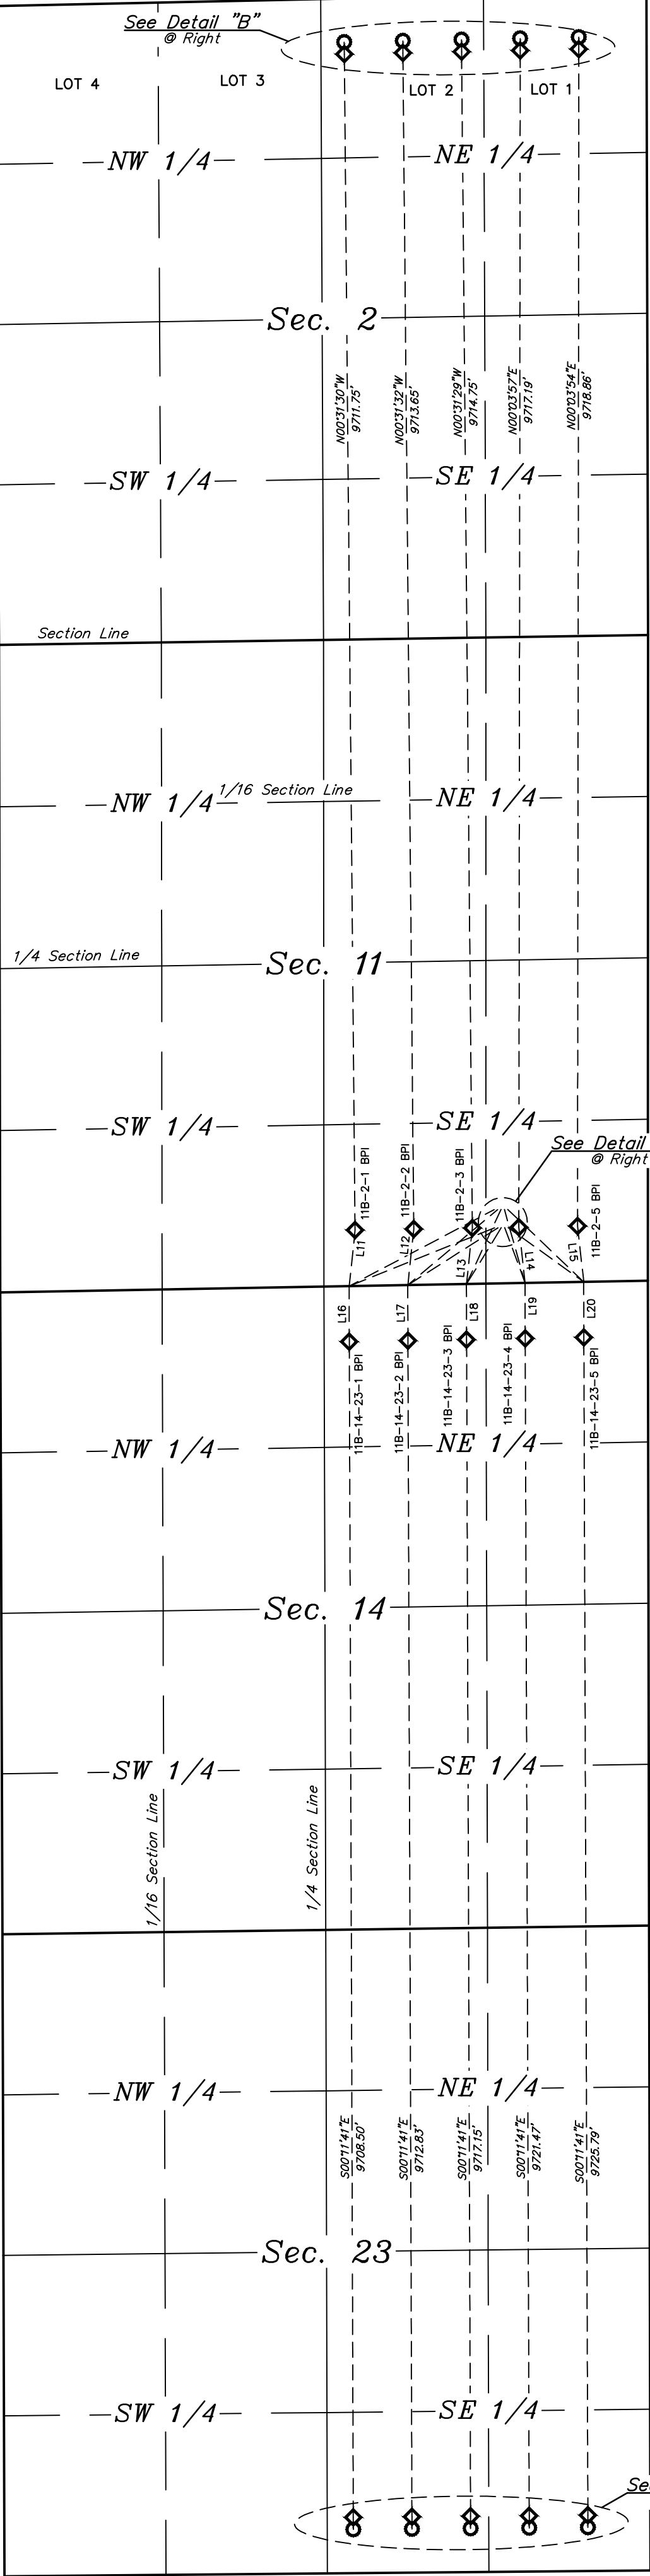 See Detail "B"
@ Right
LOT 4
LOT 3
LOT 2
LOT 1
NW 1/4
NE 1/4
Sec. 2
N00°31'30"W
9711.75'
N00°31'32"W
9713.65'
N00°31'29"W
9714.75'
N00°03'57"E
9717.19'
N00°03'54"E
9718.86'
SW 1/4
SE 1/4
Section Line
NW 1/4
1/16 Section Line
NE 1/4
1/4 Section Line
Sec. 11
SW 1/4
SE 1/4
See Detail
@ Right
11B-2-1 BPI
11B-2-2 BPI
11B-2-3 BPI
11B-2-5 BPI
L11
L12
L13
L14
L15
L16
L17
L18
L19
L20
11B-14-23-1 BPI
11B-14-23-2 BPI
11B-14-23-3 BPI
11B-14-23-4 BPI
11B-14-23-5 BPI
NW 1/4
NE 1/4
Sec. 14
SW 1/4
SE 1/4
1/16 Section Line
1/4 Section Line
NW 1/4
NE 1/4
S00°11'41"E
9708.50'
S00°11'41"E
9712.83'
S00°11'41"E
9717.15'
S00°11'41"E
9721.47'
S00°11'41"E
9725.79'
Sec. 23
SW 1/4
SE 1/4